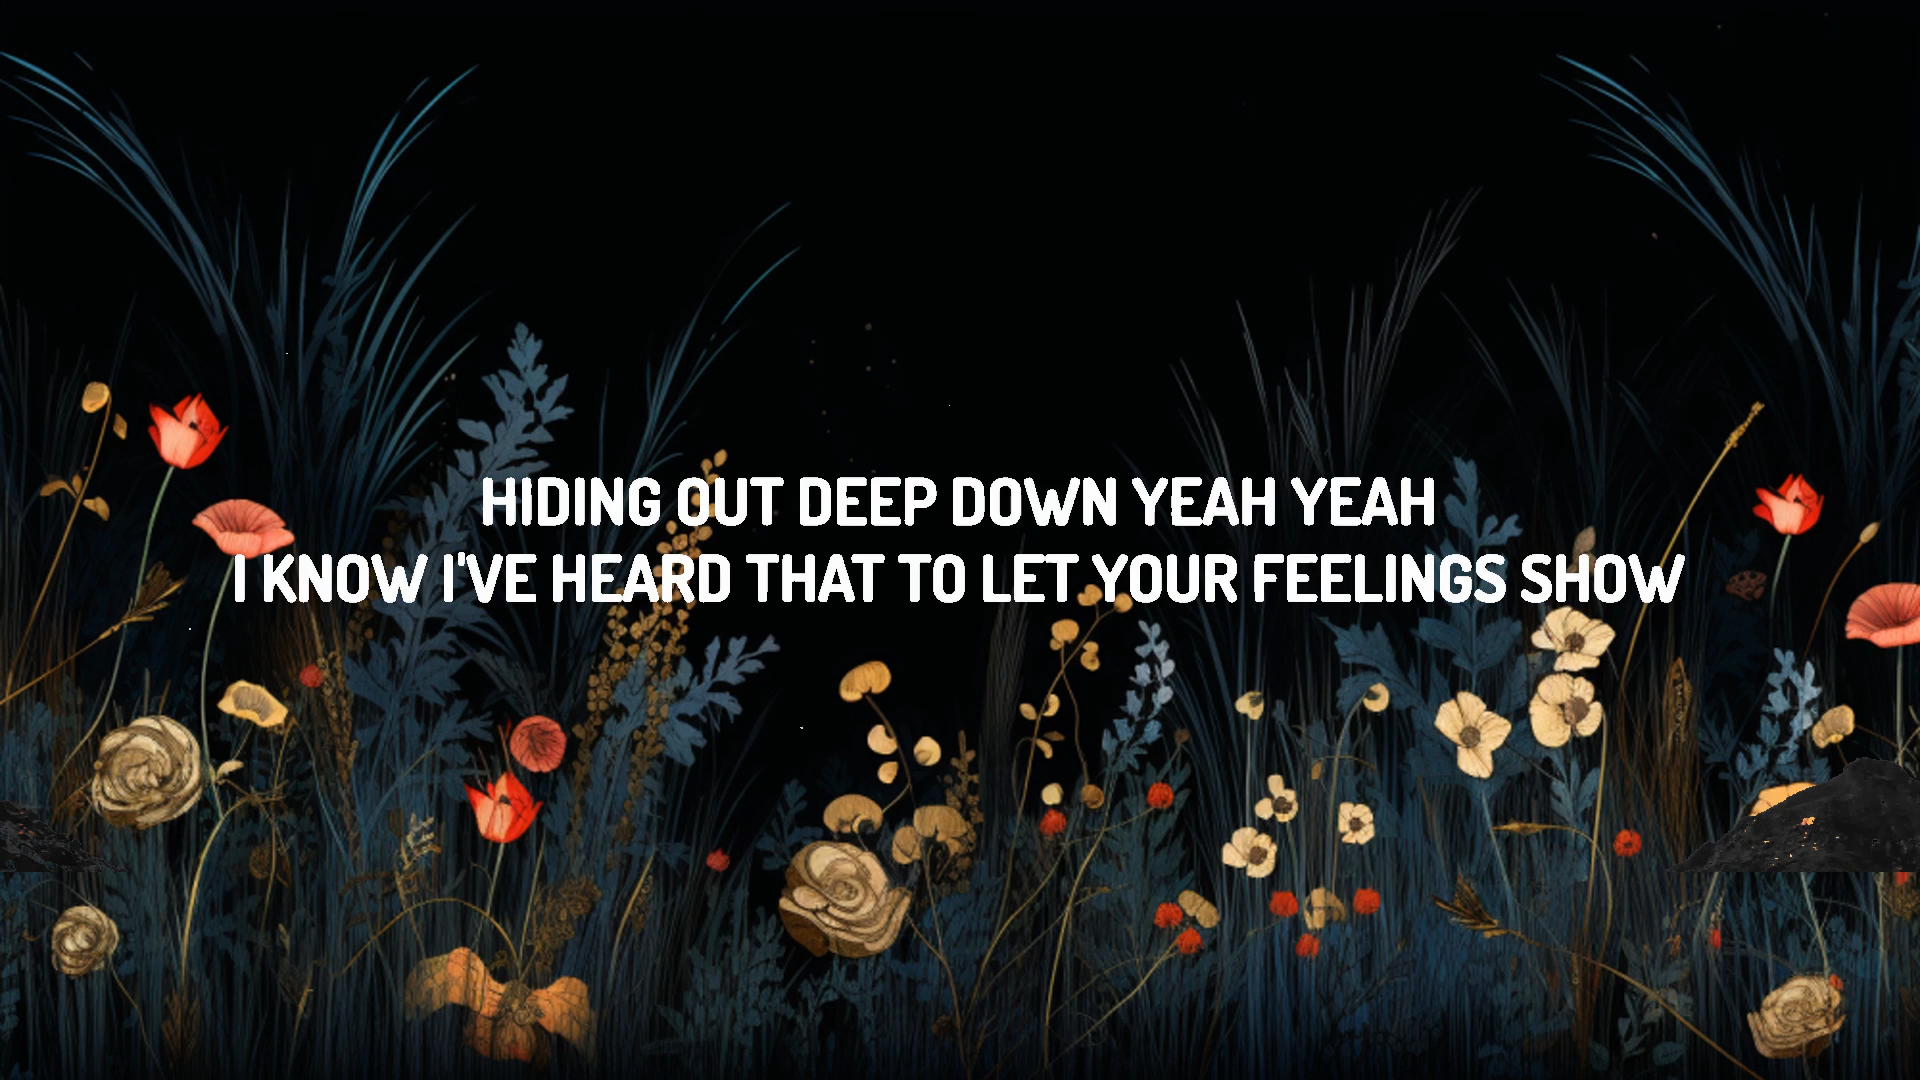 HIDING OUT DEEP DOWN YEAH YEAH
I KNOW I'VE HEARD THAT TO LET YOUR FEELINGS SHOW